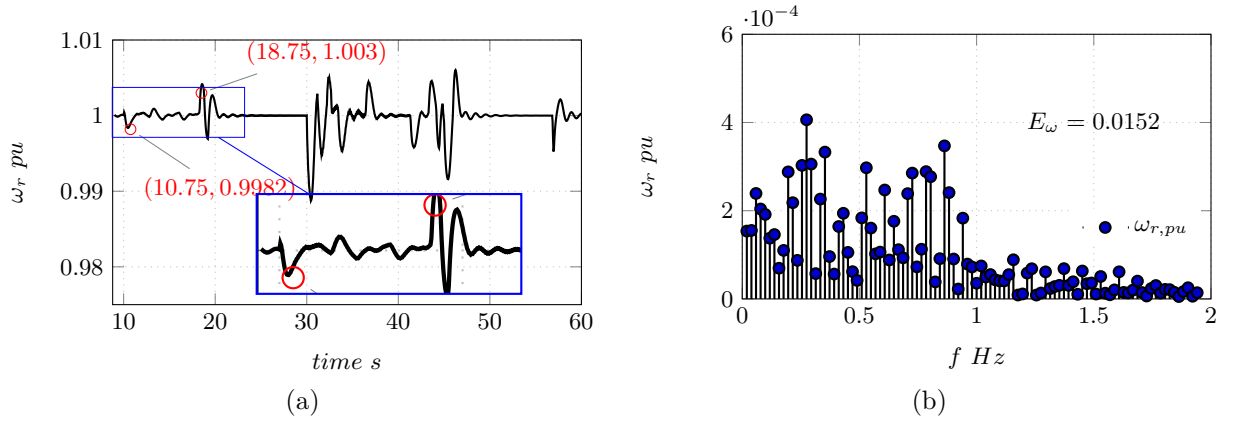 1.01
1
0.99
0.98
ω_r pu
(18.75, 1.003)
(10.75, 0.9982)
10 20 30 40 50 60
time s
(a)
·10^{-4}
6
4
2
0
ω_r pu
E_ω = 0.0152
ω_{r,pu}
0 0.5 1 1.5 2
f Hz
(b)